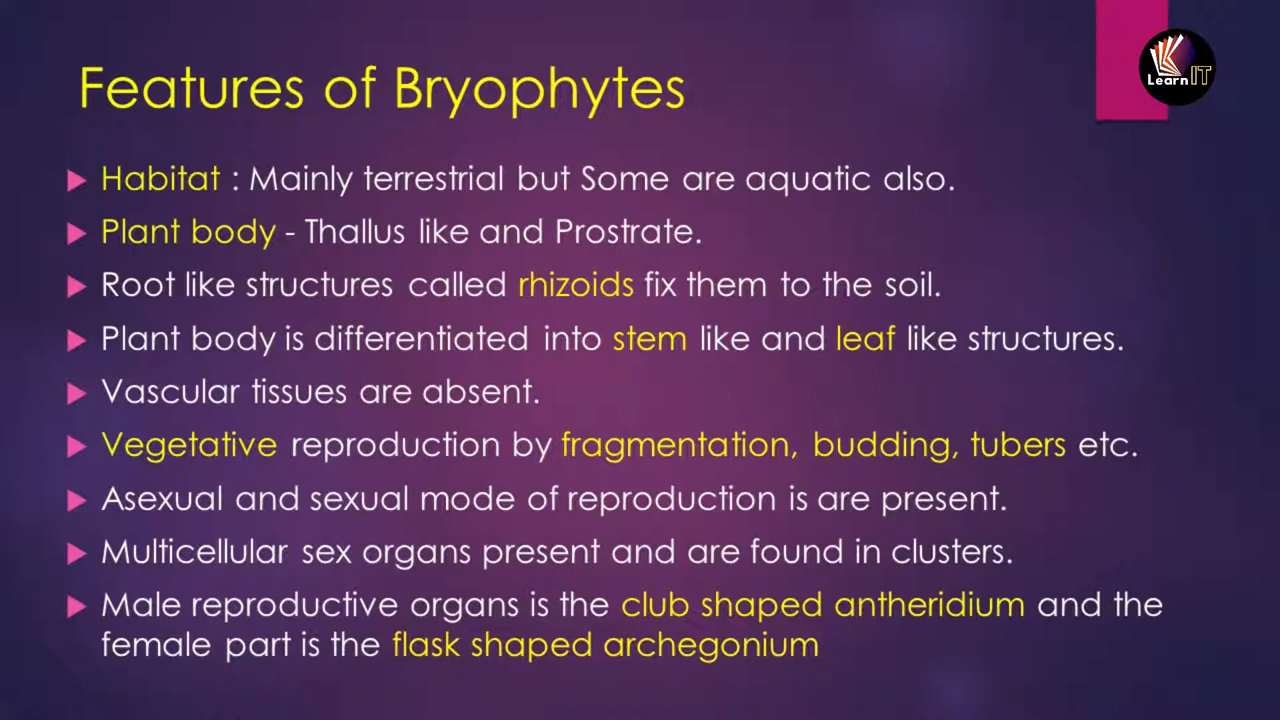 Features of Bryophytes
Learn IT
Habitat : Mainly terrestrial but Some are aquatic also.
Plant body - Thallus like and Prostrate.
Root like structures called rhizoids fix them to the soil.
Plant body is differentiated into stem like and leaf like structures.
Vascular tissues are absent.
Vegetative reproduction by fragmentation, budding, tubers etc.
Asexual and sexual mode of reproduction is are present.
Multicellular sex organs present and are found in clusters.
Male reproductive organs is the club shaped antheridium and the
female part is the flask shaped archegonium